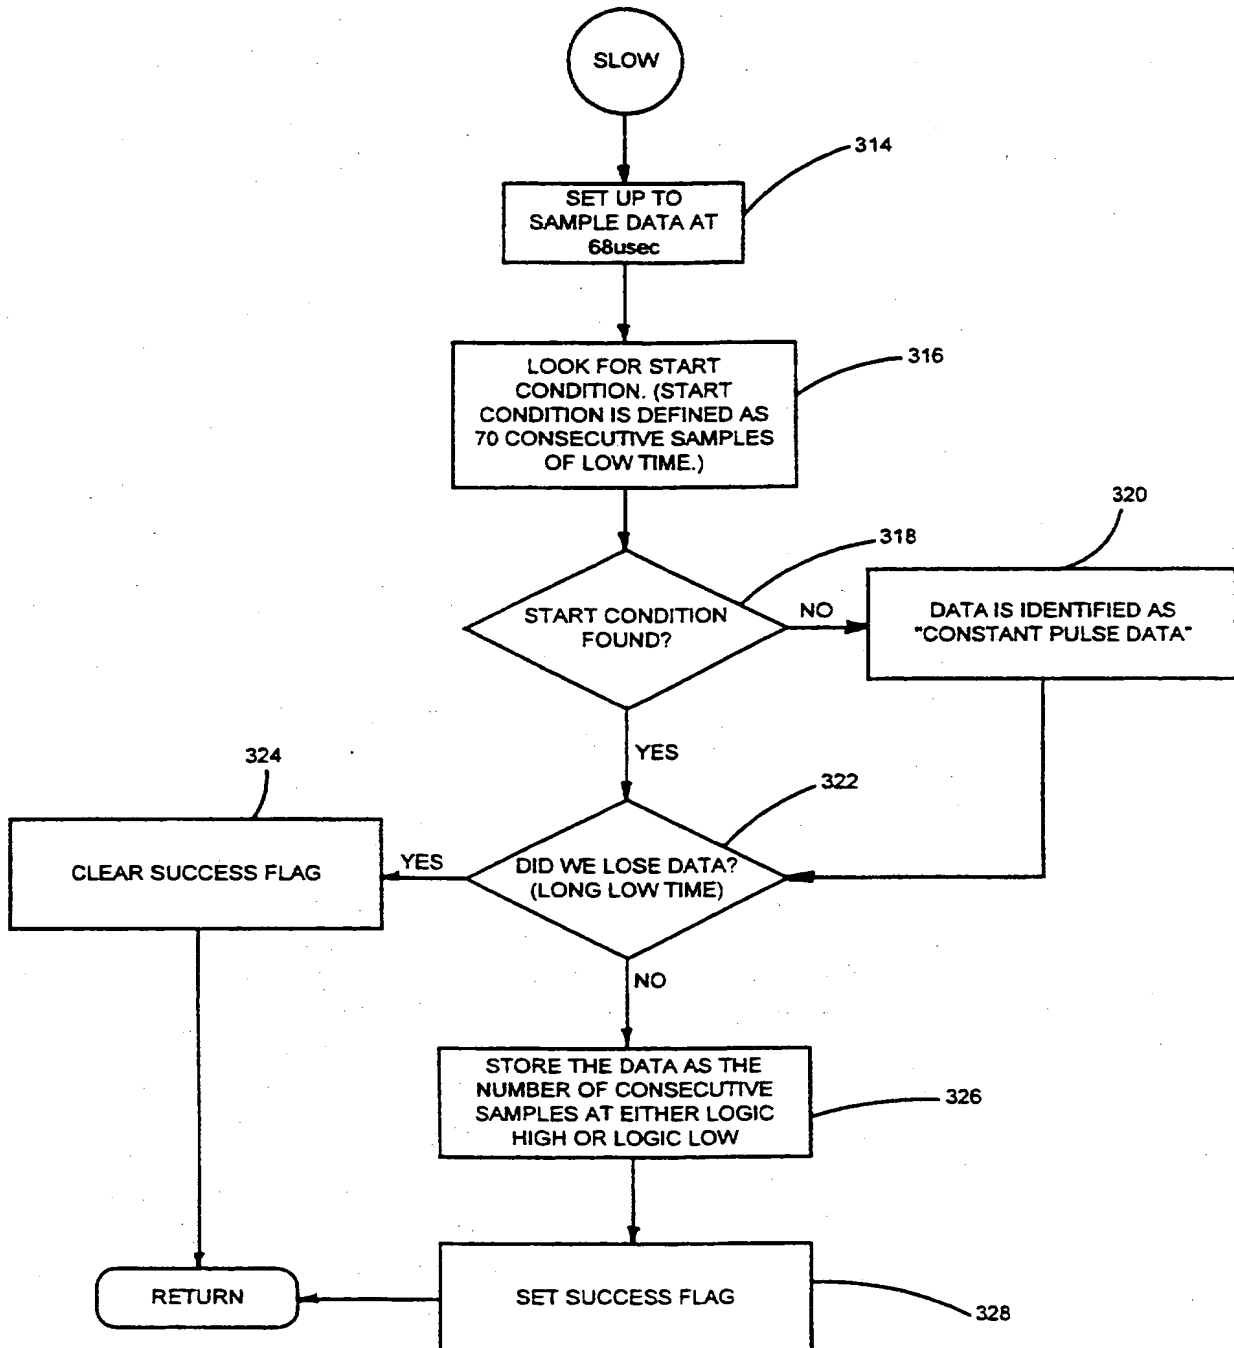 SLOW
314
SET UP TO
SAMPLE DATA AT
68usec
316
LOOK FOR START
CONDITION. (START
CONDITION IS DEFINED AS
70 CONSECUTIVE SAMPLES
OF LOW TIME.)
318
320
START CONDITION
FOUND?
NO
DATA IS IDENTIFIED AS
"CONSTANT PULSE DATA"
YES
324
322
CLEAR SUCCESS FLAG
YES
DID WE LOSE DATA?
(LONG LOW TIME)
NO
STORE THE DATA AS THE
NUMBER OF CONSECUTIVE
SAMPLES AT EITHER LOGIC
HIGH OR LOGIC LOW
326
RETURN
SET SUCCESS FLAG
328